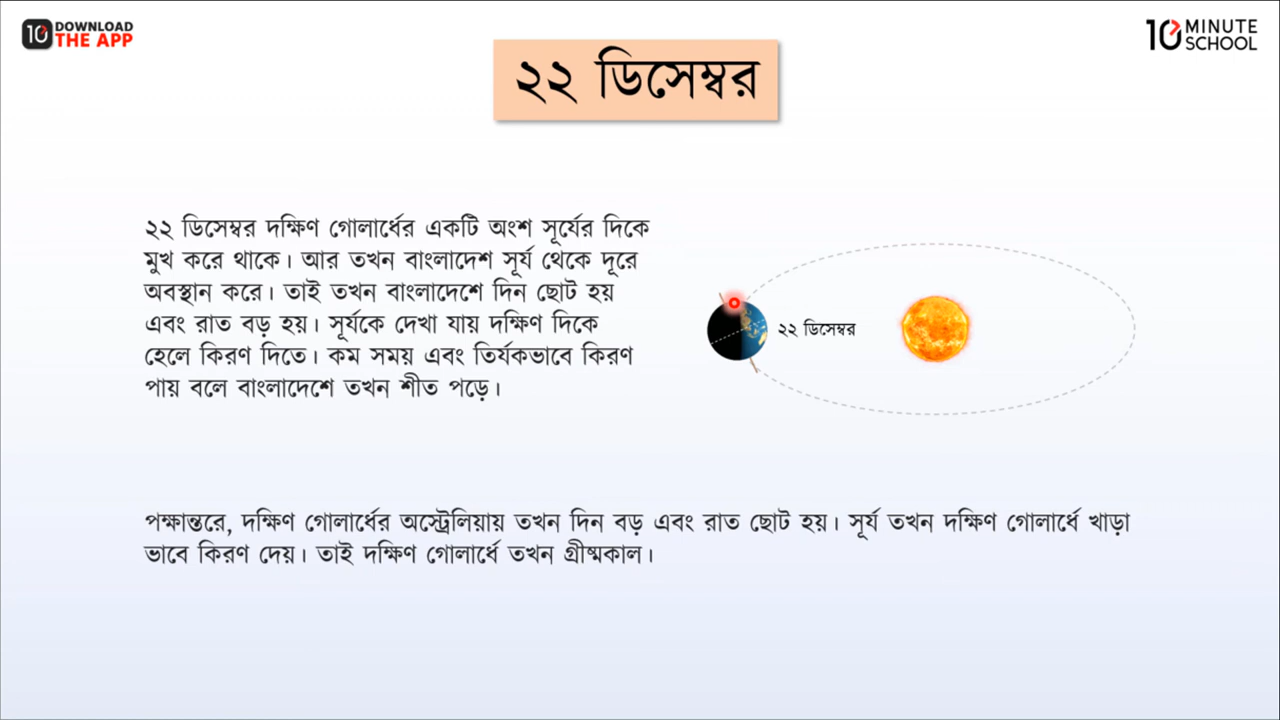 DOWNLOAD
THE APP
10 MINUTE
SCHOOL
২২ ডিসেম্বর
২২ ডিসেম্বর দক্ষিণ গোলার্ধের একটি অংশ সূর্যের দিকে
মুখ করে থাকে। আর তখন বাংলাদেশ সূর্য থেকে দূরে
অবস্থান করে। তাই তখন বাংলাদেশে দিন ছোট হয়
এবং রাত বড় হয়। সূর্যকে দেখা যায় দক্ষিণ দিকে
হেলে কিরণ দিতে। কম সময় এবং তির্যকভাবে কিরণ
পায় বলে বাংলাদেশে তখন শীত পড়ে।
২২ ডিসেম্বর
পক্ষান্তরে, দক্ষিণ গোলার্ধের অস্ট্রেলিয়ায় তখন দিন বড় এবং রাত ছোট হয়। সূর্য তখন দক্ষিণ গোলার্ধে খাড়া
ভাবে কিরণ দেয়। তাই দক্ষিণ গোলার্ধে তখন গ্রীষ্মকাল।